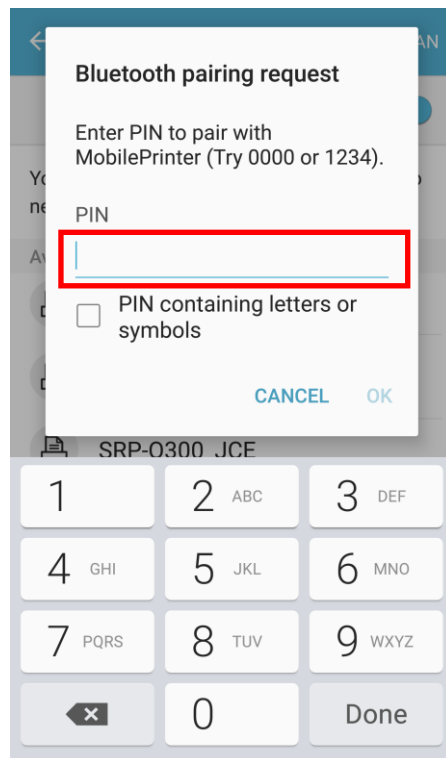 AN
Bluetooth pairing request
Enter PIN to pair with
MobilePrinter (Try 0000 or 1234).
PIN
PIN containing letters or
symbols
CANCEL OK
SRP-Q300_JCE
1 2 ABC 3 DEF
4 GHI 5 JKL 6 MNO
7 PQRS 8 TUV 9 WXYZ
0 Done